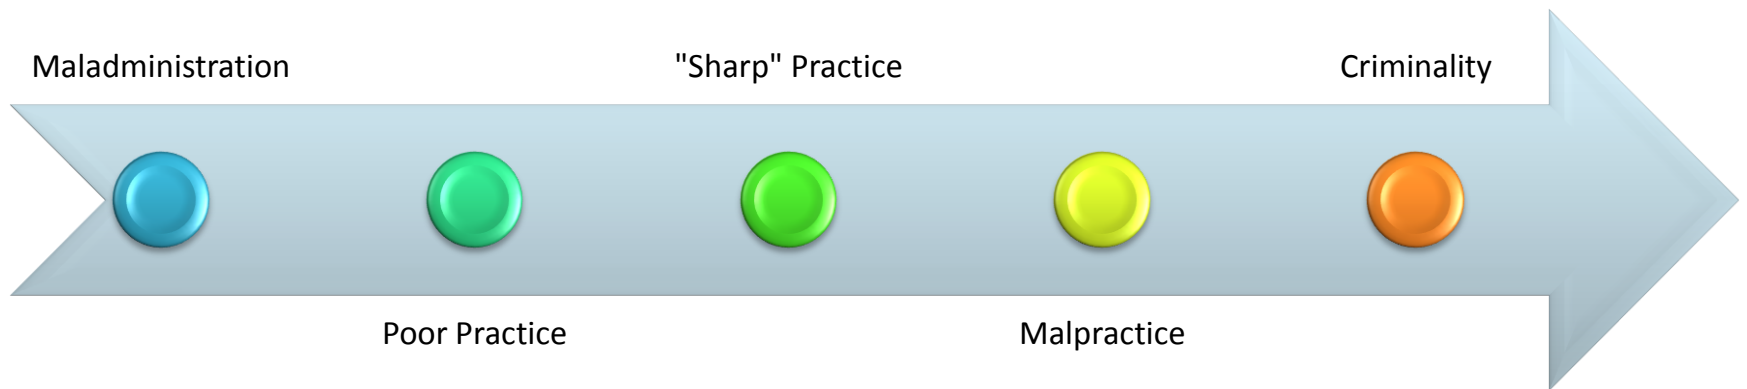 Maladministration
"Sharp" Practice
Criminality
Poor Practice
Malpractice